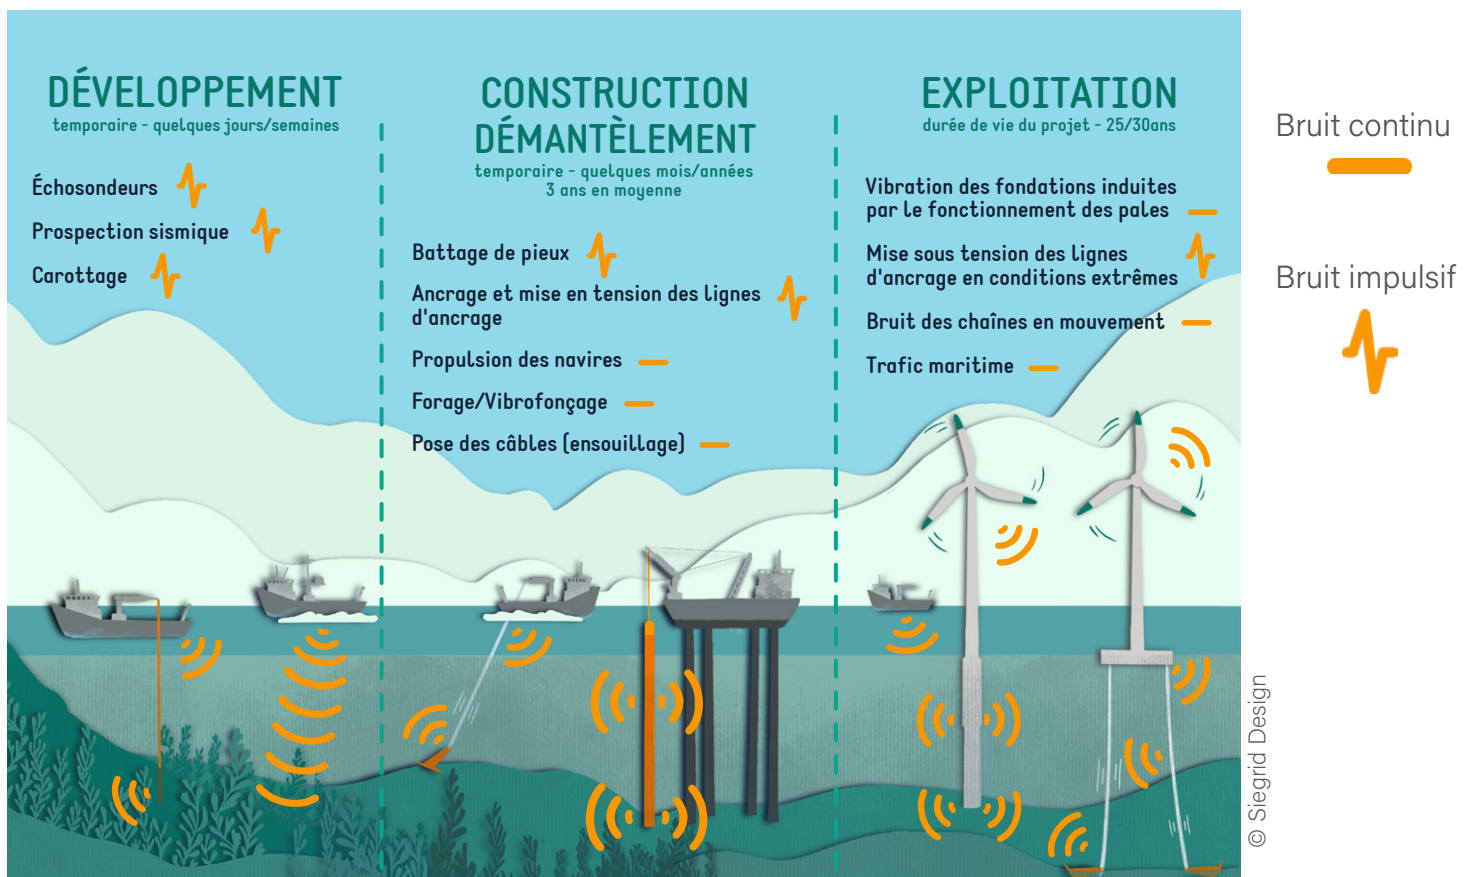 DÉVELOPPEMENT
temporaire - quelques jours/semaines
Échosondeurs
Prospection sismique
Carottage
CONSTRUCTION
DÉMANTÈLEMENT
temporaire - quelques mois/années
3 ans en moyenne
Battage de pieux
Ancrage et mise en tension des lignes
d'ancrage
Propulsion des navires
Forage/Vibrofonçage
Pose des câbles (ensouillage)
EXPLOITATION
durée de vie du projet - 25/30ans
Vibration des fondations induites
par le fonctionnement des pales
Mise sous tension des lignes
d'ancrage en conditions extrêmes
Bruit des chaînes en mouvement
Trafic maritime
Bruit continu
Bruit impulsif
© Siegrid Design